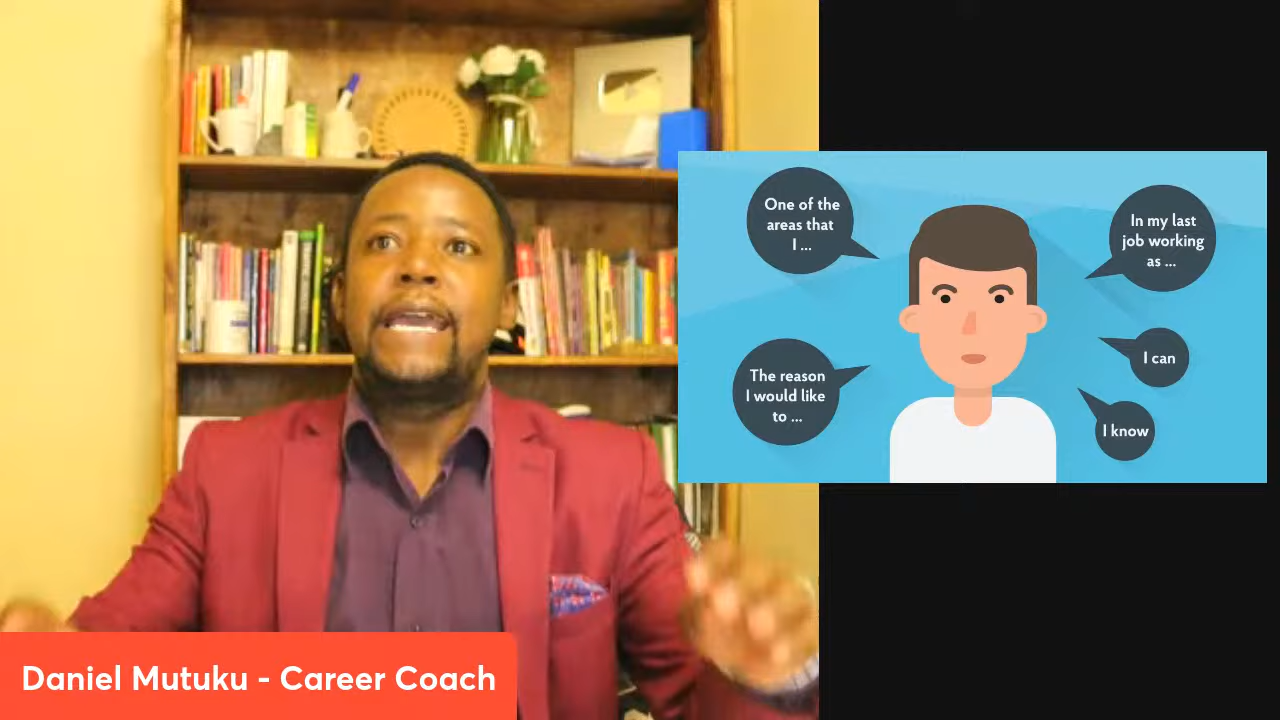 One of the
areas that
I ...
In my last
job working
as ...
The reason
I would like
to ...
I can
I know
Daniel Mutuku - Career Coach